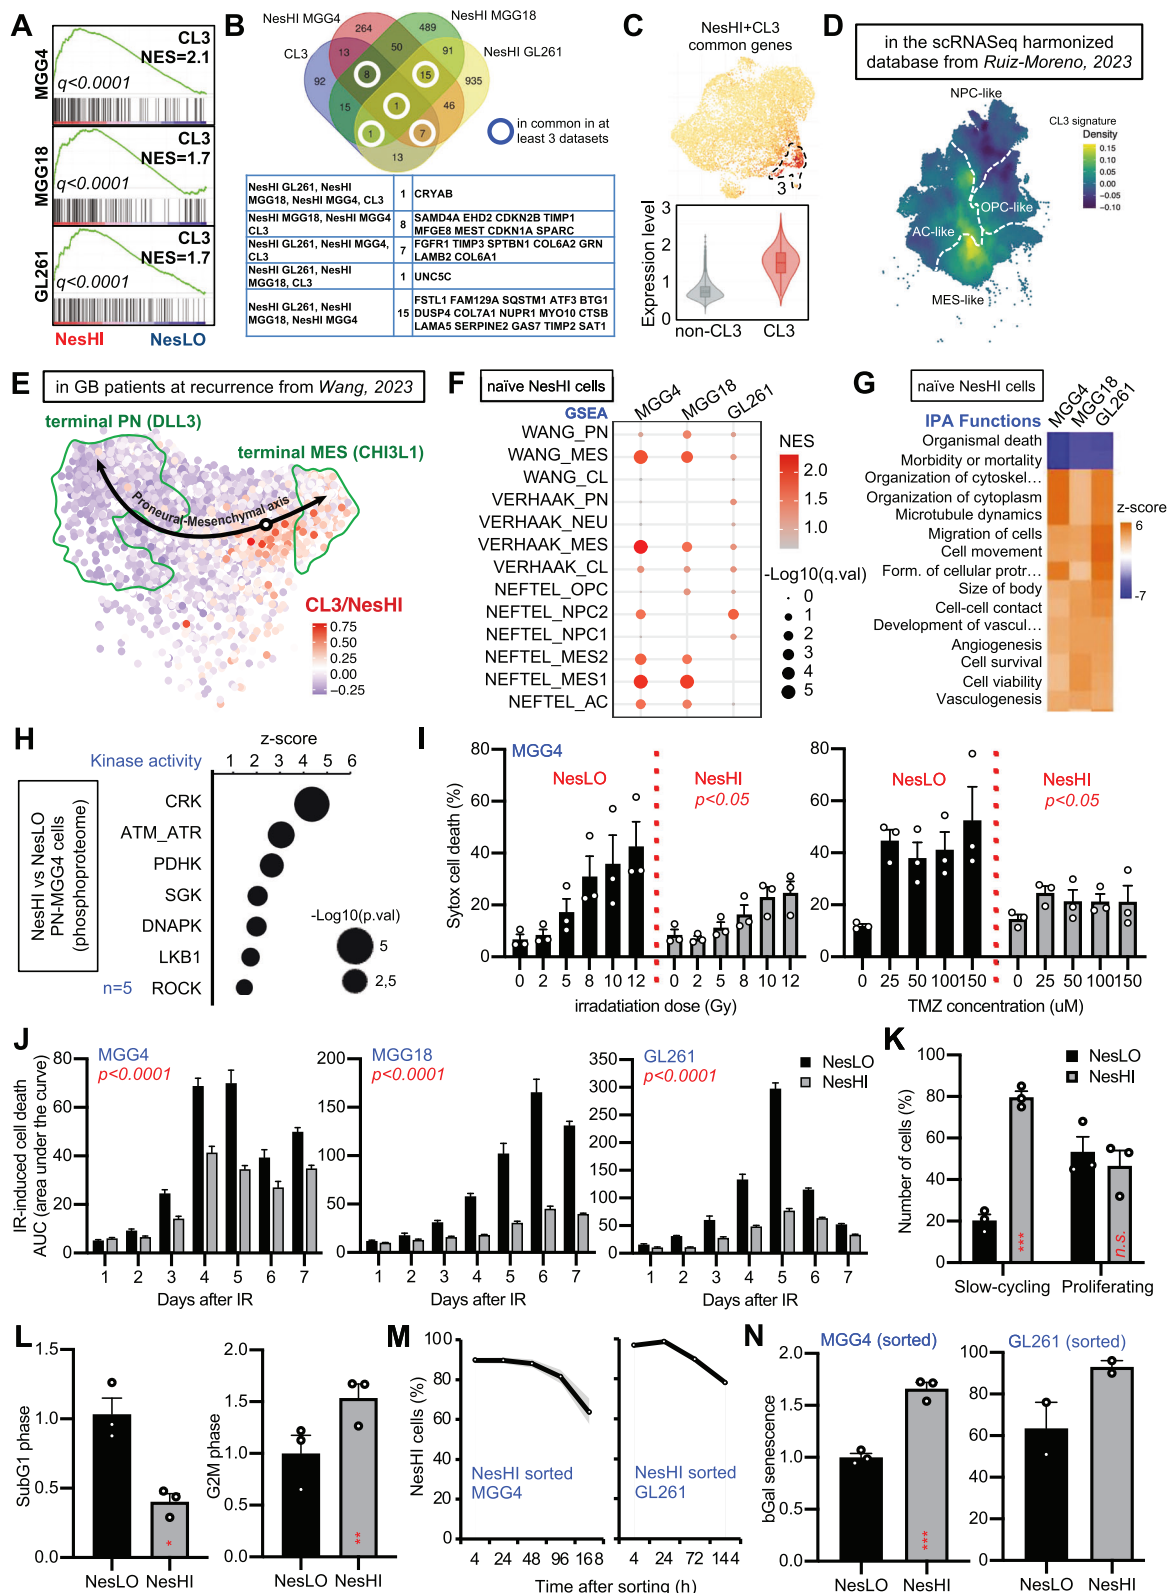 A
CL3
NES=2.1
q<0.0001
MGG4
CL3
NES=1.7
q<0.0001
MGG18
CL3
NES=1.7
q<0.0001
GL261
NesHI
NesLO
B
NesHI MGG4
NesHI MGG18
CL3
NesHI GL261
264
489
13
50
91
92
8
15
935
15
1
46
1
7
13
in common in at
least 3 datasets
NesHI GL261, NesHI
MGG18, NesHI MGG4, CL3
1
CRYAB
NesHI MGG18, NesHI MGG4
CL3
8
SAMD4A EHD2 CDKN2B TIMP1
MFGE8 MEST CDKN1A SPARC
NesHI GL261, NesHI MGG4,
CL3
7
FGFR1 TIMP3 SPTBN1 COL6A2 GRN
LAMB2 COL6A1
NesHI GL261, NesHI
MGG18, CL3
1
UNC5C
NesHI GL261, NesHI
MGG18, NesHI MGG4
15
FSTL1 FAM129A SQSTM1 ATF3 BTG1
DUSP4 COL7A1 NUPR1 MYO10 CTSB
LAMA5 SERPINE2 GAS7 TIMP2 SAT1
C
NesHI+CL3
common genes
3
Expression level
3
2
1
0
non-CL3
CL3
D
in the scRNASeq harmonized
database from Ruiz-Moreno, 2023
NPC-like
OPC-like
AC-like
MES-like
CL3 signature
Density
0.15
0.10
0.05
0.00
-0.05
-0.10
E
in GB patients at recurrence from Wang, 2023
terminal PN (DLL3)
terminal MES (CHI3L1)
Proneural-Mesenchymal axis
CL3/NesHI
0.75
0.50
0.25
0.00
-0.25
F
naïve NesHI cells
GSEA
MGG4
MGG18
GL261
WANG_PN
WANG_MES
WANG_CL
VERHAAK_PN
VERHAAK_NEU
VERHAAK_MES
VERHAAK_CL
NEFTEL_OPC
NEFTEL_NPC2
NEFTEL_NPC1
NEFTEL_MES2
NEFTEL_MES1
NEFTEL_AC
NES
2.0
1.5
1.0
-Log10(q.val)
0
1
2
3
4
5
G
naïve NesHI cells
IPA Functions
MGG4
MGG18
GL261
Organismal death
Morbidity or mortality
Organization of cytoskel...
Organization of cytoplasm
Microtubule dynamics
Migration of cells
Cell movement
Form. of cellular protr...
Size of body
Cell-cell contact
Development of vascul...
Angiogenesis
Cell survival
Cell viability
Vasculogenesis
z-score
6
-7
H
NesHI vs NesLO
PN-MGG4 cells
(phosphoproteome)
n=5
Kinase activity
z-score
1 2 3 4 5 6
CRK
ATM_ATR
PDHK
SGK
DNAPK
LKB1
ROCK
-Log10(p.val)
5
2,5
I
MGG4
Sytox cell death (%)
80
60
40
20
0
NesLO
NesHI
p<0.05
0 2 5 8 10 12
0 2 5 8 10 12
irradatiation dose (Gy)
80
60
40
20
0
NesLO
NesHI
p<0.05
0 25 50 100 150
0 25 50 100 150
TMZ concentration (uM)
J
IR-induced cell death
AUC (area under the curve)
MGG4
p<0.0001
80
60
40
20
0
1 2 3 4 5 6 7
Days after IR
MGG18
p<0.0001
200
150
100
50
0
1 2 3 4 5 6 7
Days after IR
GL261
p<0.0001
350
300
250
200
150
100
50
0
1 2 3 4 5 6 7
Days after IR
NesLO
NesHI
K
Number of cells (%)
100
80
60
40
20
0
NesLO
NesHI
***
n.s.
Slow-cycling
Proliferating
L
SubG1 phase
1.5
1.0
0.5
0.0
*
NesLO
NesHI
G2M phase
2.0
1.5
1.0
0.5
0.0
**
NesLO
NesHI
M
NesHI cells (%)
100
80
60
40
20
0
NesHI sorted
MGG4
4 24 48 96 168
NesHI sorted
GL261
4 24 72 144
Time after sorting (h)
N
MGG4 (sorted)
bGal senescence
2.0
1.5
1.0
0.5
0.0
***
NesLO
NesHI
GL261 (sorted)
100
80
60
40
20
0
NesLO
NesHI